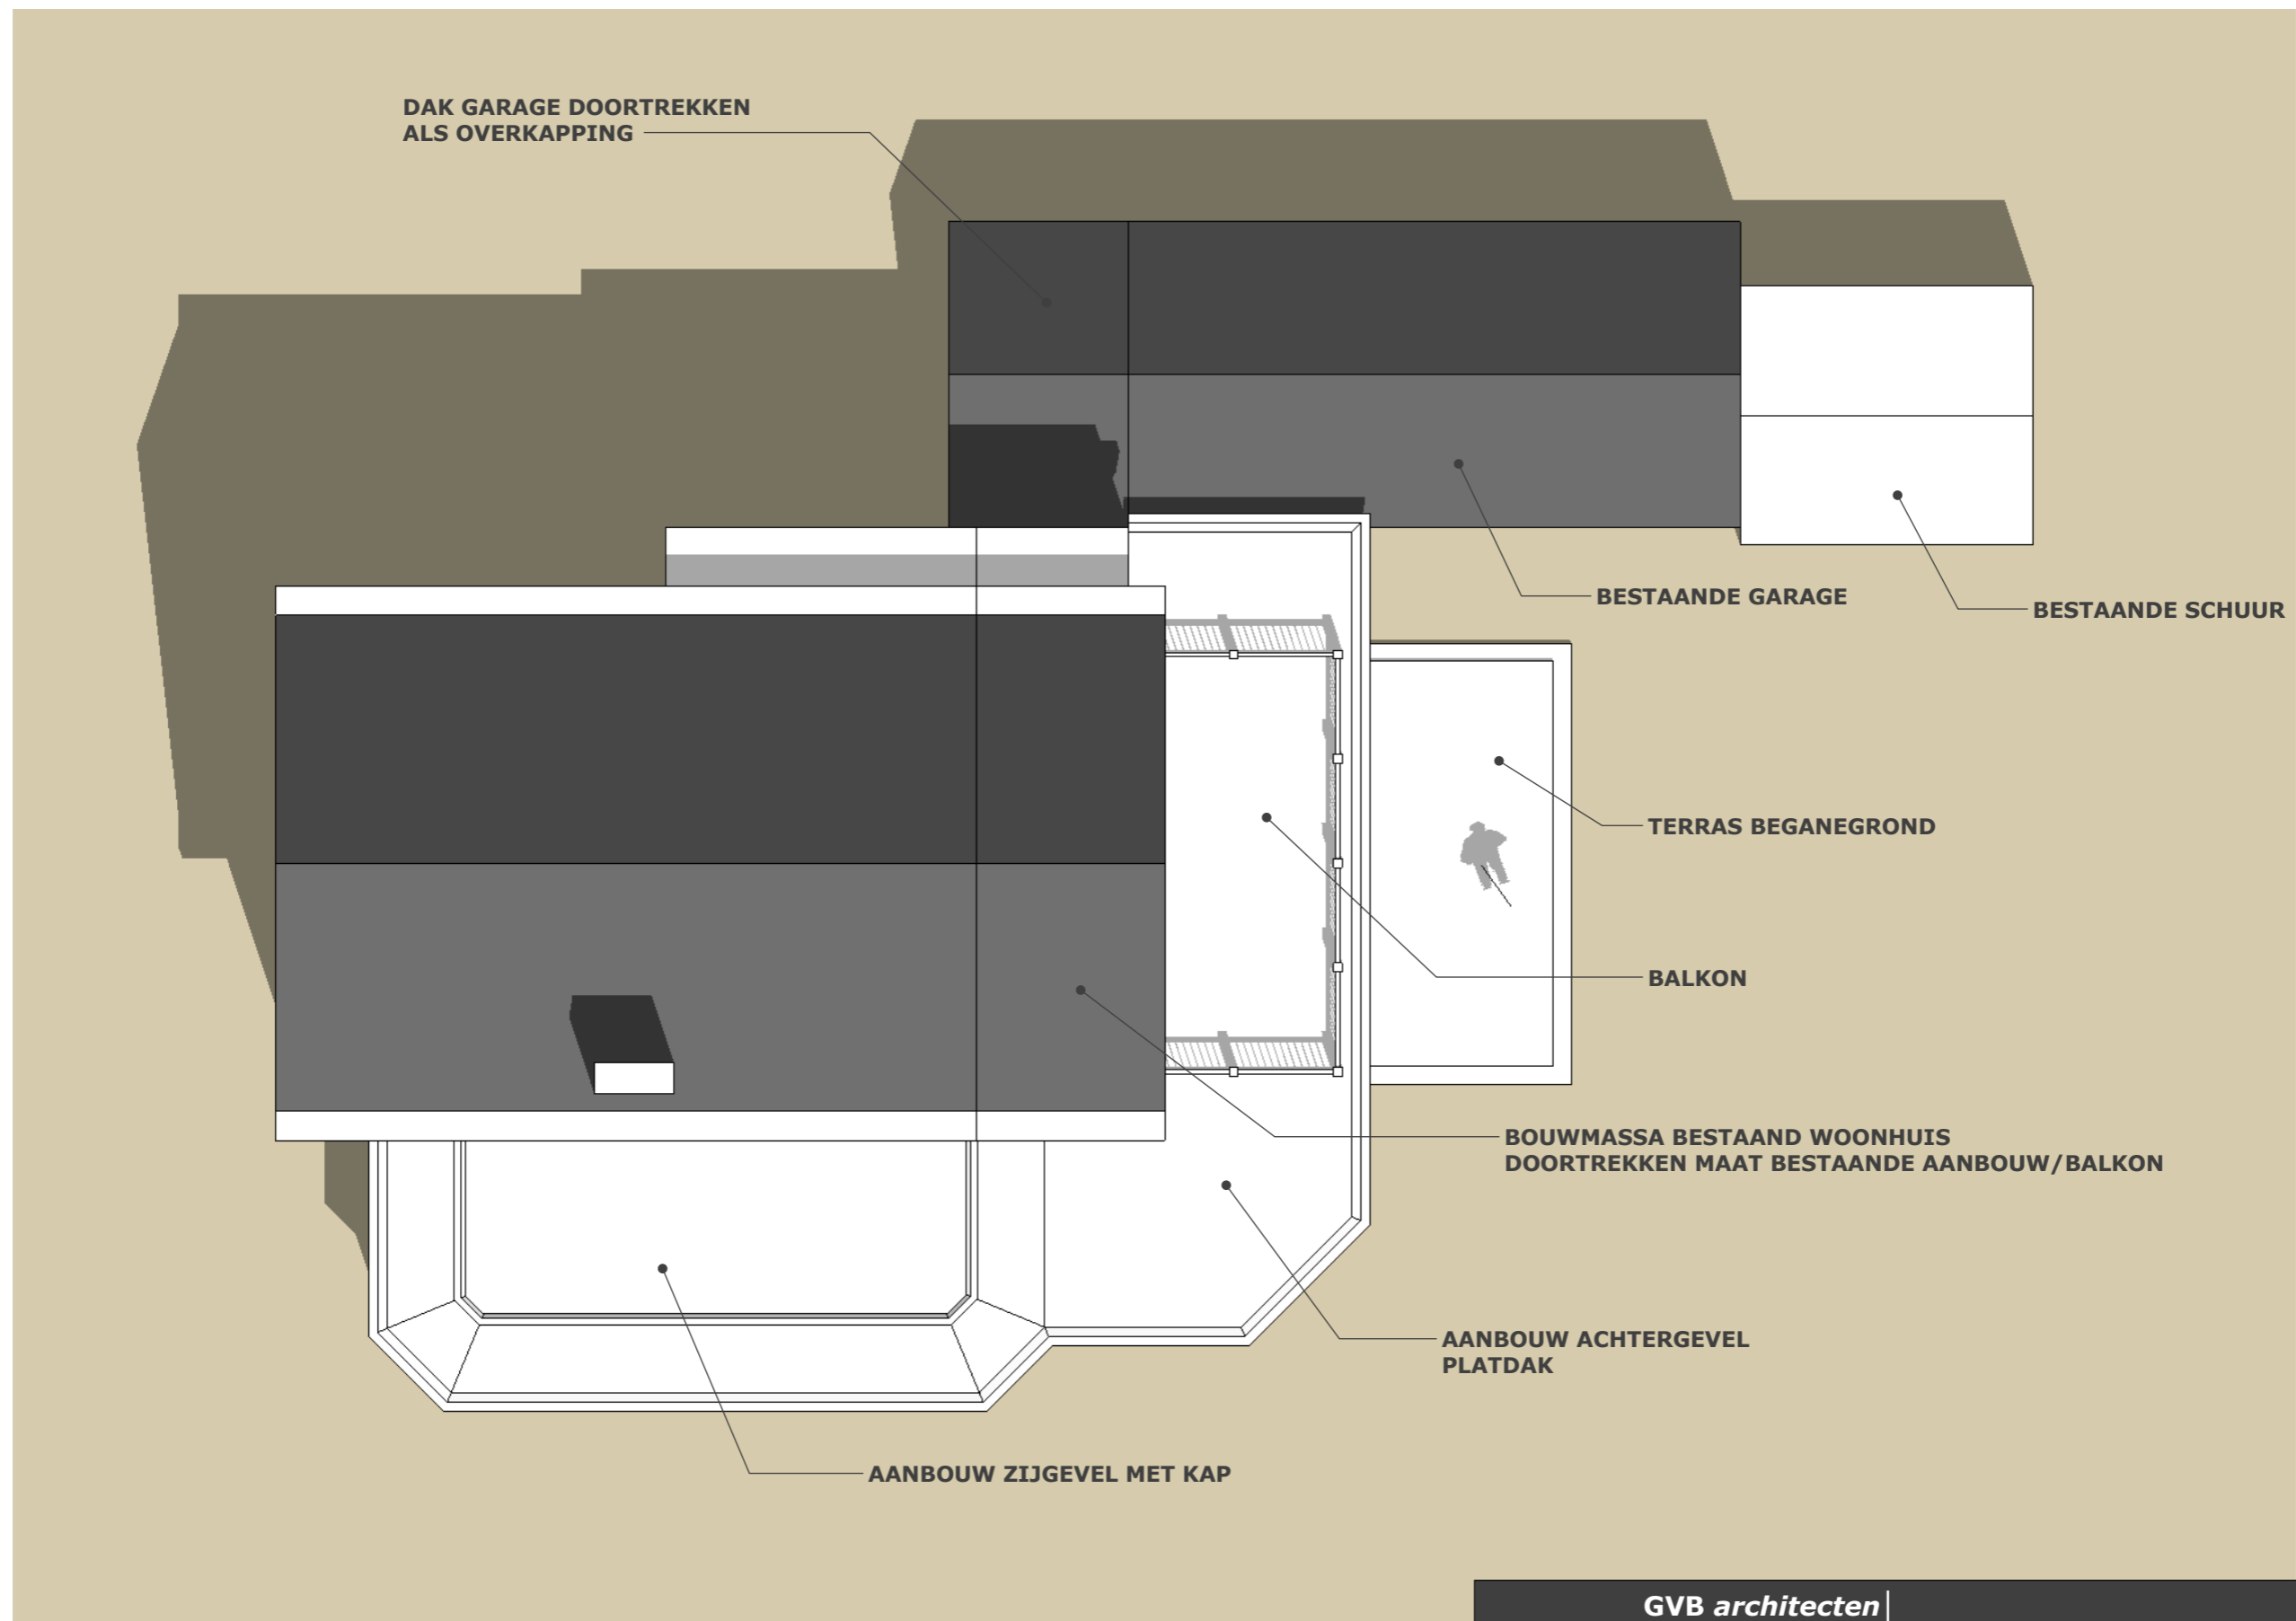 DAK GARAGE DOORTREKKEN
ALS OVERKAPPING
BESTAANDE GARAGE
BESTAANDE SCHUUR
TERRAS BEGANEGROND
BALKON
BOUWMASSA BESTAAND WOONHUIS
DOORTREKKEN MAAT BESTAANDE AANBOUW/BALKON
AANBOUW ACHTERGEVEL
PLATDAK
AANBOUW ZIJGEVEL MET KAP
GVB architecten